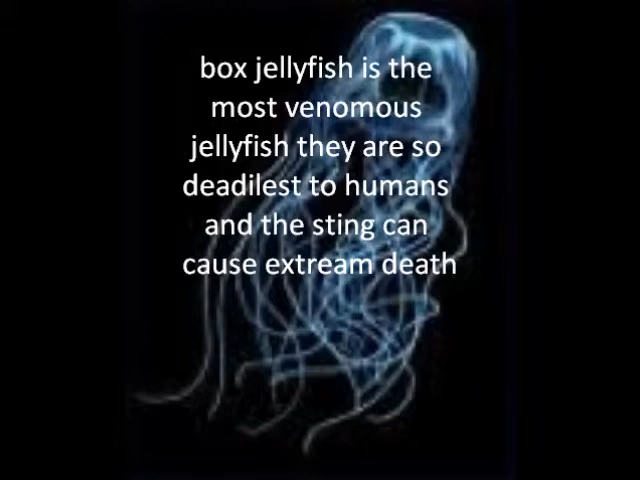 box jellyfish is the
most venomous
jellyfish they are so
deadilest to humans
and the sting can
cause extream death